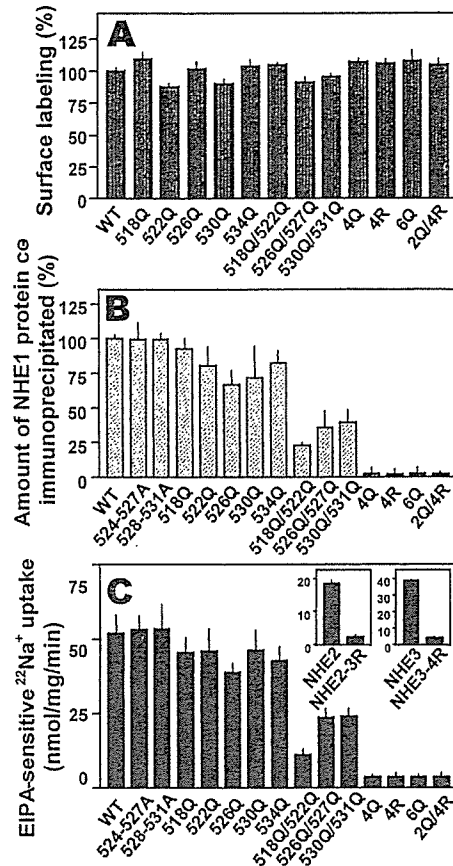 A
Surface labeling (%)
125
100
75
50
25
0
WT
518Q
522Q
526Q
530Q
534Q
518Q/522Q
526Q/527Q
530Q/531Q
4Q
4R
6Q
2Q/4R
B
Amount of NHE1 protein co
immunoprecipitated (%)
125
100
75
50
25
0
WT
524-527A
528-531A
518Q
522Q
526Q
530Q
534Q
518Q/522Q
526Q/527Q
530Q/531Q
4Q
4R
6Q
2Q/4R
C
EIPA-sensitive ²²Na⁺ uptake
(nmol/mg/min)
75
50
25
0
20
10
0
NHE2
NHE2-3R
40
30
20
10
0
NHE3
NHE3-4R
WT
524-527A
528-531A
518Q
522Q
526Q
530Q
534Q
518Q/522Q
526Q/527Q
530Q/531Q
4Q
4R
6Q
2Q/4R